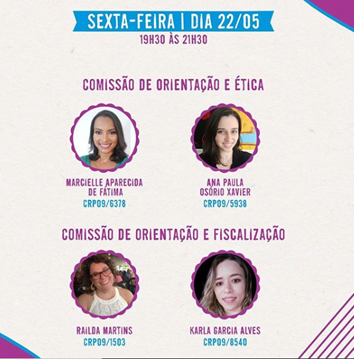 SEXTA-FEIRA | DIA 22/05
19H30 ÀS 21H30
COMISSÃO DE ORIENTAÇÃO E ÉTICA
MARCIELLE APARECIDA
DE FÁTIMA
CRP09/6378
ANA PAULA
OSÓRIO XAVIER
CRP09/5938
COMISSÃO DE ORIENTAÇÃO E FISCALIZAÇÃO
RAILDA MARTINS
CRP09/1503
KARLA GARCIA ALVES
CRP09/8540